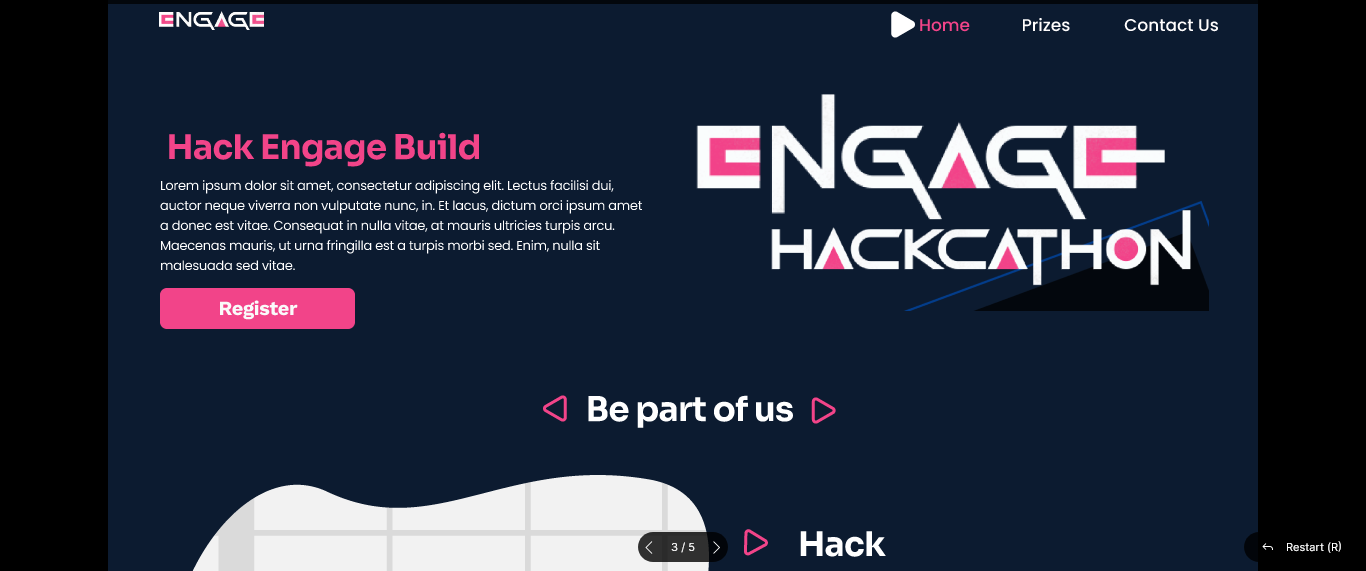 ENGAGE
Home Prizes Contact Us
ENGAGE
HACKCATHON
Hack Engage Build
Lorem ipsum dolor sit amet, consectetur adipiscing elit. Lectus facilisi dui,
auctor neque viverra non vulputate nunc, in. Et lacus, dictum orci ipsum amet
a donec est vitae. Consequat in nulla vitae, at mauris ultricies turpis arcu.
Maecenas mauris, ut urna fringilla est a turpis morbi sed. Enim, nulla sit
malesuada sed vitae.
Register
Be part of us
Hack
3 / 5
Restart (R)